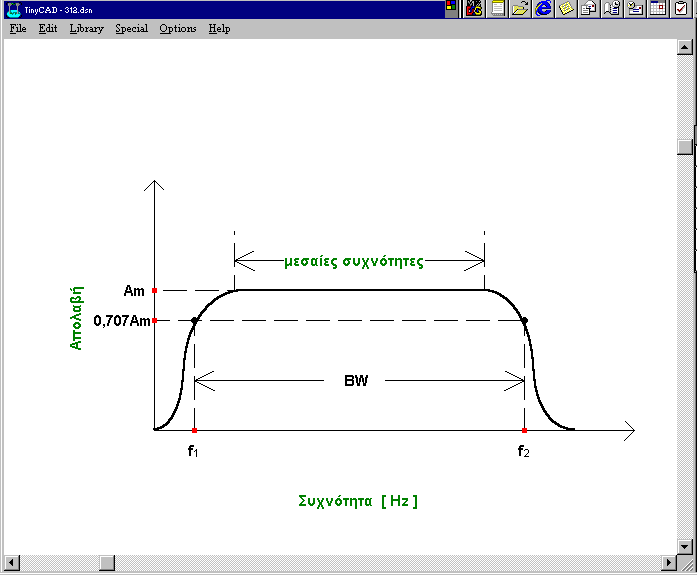 TinyCAD - 312.dsn
File Edit Library Special Options Help
μεσαίες συχνότητες
Am
Απολαβή
0,707Am
BW
f1
f2
Συχνότητα [ Hz ]